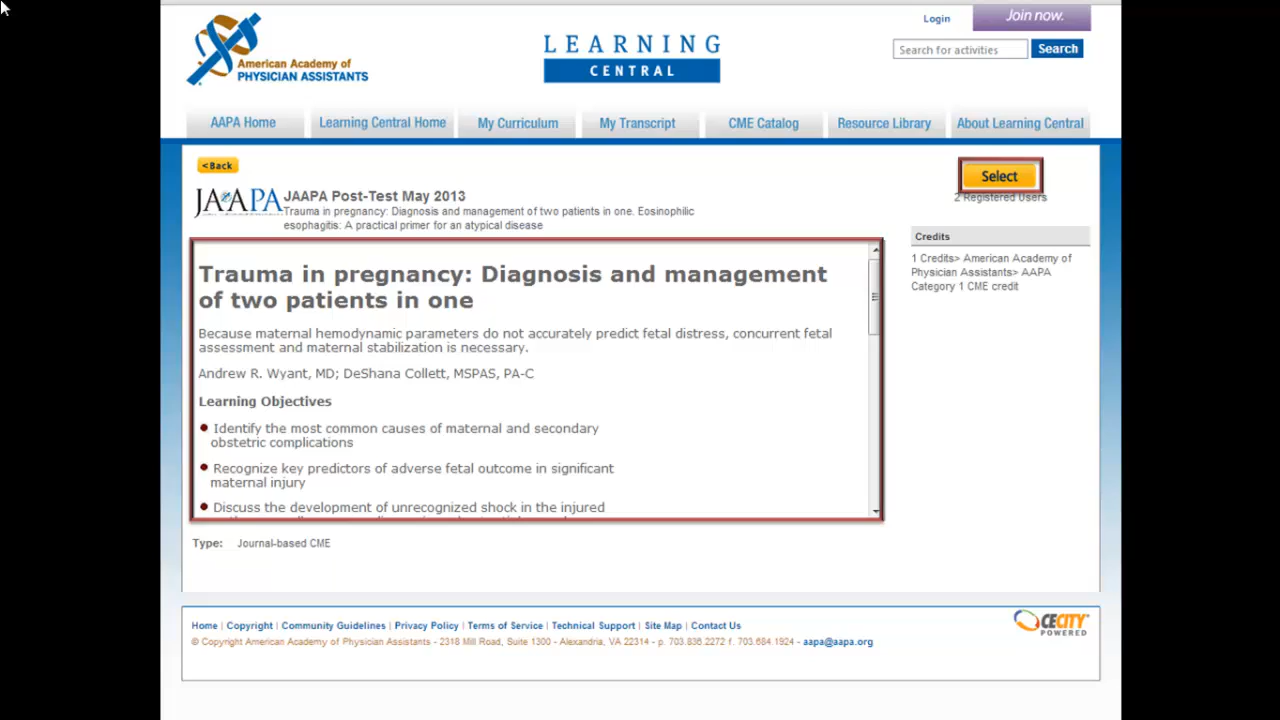 American Academy of
PHYSICIAN ASSISTANTS
LEARNING
CENTRAL
Login
Join now.
Search for activities
Search
AAPA Home
Learning Central Home
My Curriculum
My Transcript
CME Catalog
Resource Library
About Learning Central
<Back
Select
2 Registered Users
JAAPA
JAAPA Post-Test May 2013
Trauma in pregnancy: Diagnosis and management of two patients in one. Eosinophilic
esophagitis: A practical primer for an atypical disease
Credits
1 Credits> American Academy of
Physician Assistants> AAPA
Category 1 CME credit
Trauma in pregnancy: Diagnosis and management
of two patients in one
Because maternal hemodynamic parameters do not accurately predict fetal distress, concurrent fetal
assessment and maternal stabilization is necessary.
Andrew R. Wyant, MD; DeShana Collett, MSPAS, PA-C
Learning Objectives
Identify the most common causes of maternal and secondary
obstetric complications
Recognize key predictors of adverse fetal outcome in significant
maternal injury
Discuss the development of unrecognized shock in the injured
Type: Journal-based CME
Home | Copyright | Community Guidelines | Privacy Policy | Terms of Service | Technical Support | Site Map | Contact Us
© Copyright American Academy of Physician Assistants - 2318 Mill Road, Suite 1300 - Alexandria, VA 22314 - p. 703.836.2272 f. 703.684.1924 - aapa@aapa.org
CECITY
POWERED